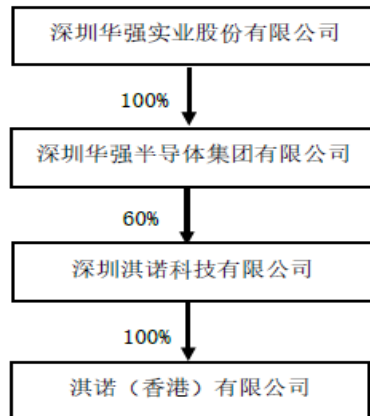 深圳华强实业股份有限公司
100%
深圳华强半导体集团有限公司
60%
深圳淇诺科技有限公司
100%
淇诺（香港）有限公司